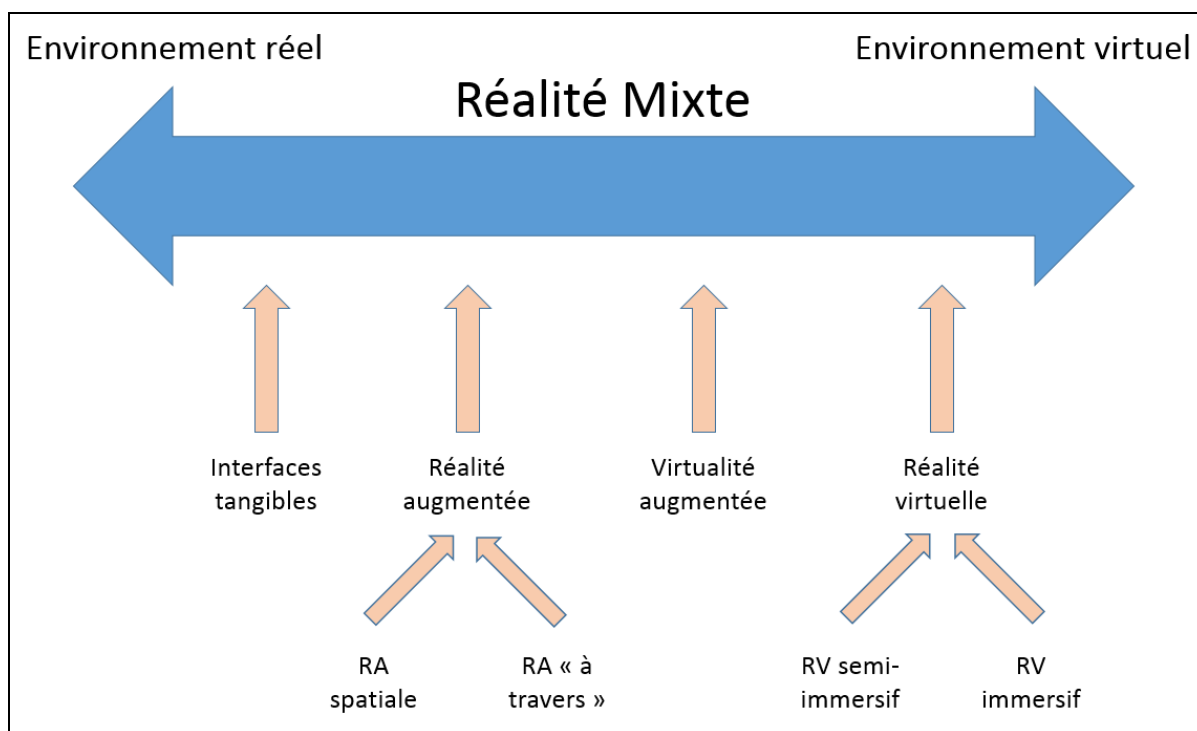 Environnement réel
Environnement virtuel
Réalité Mixte
Interfaces
tangibles
Réalité
augmentée
Virtualité
augmentée
Réalité
virtuelle
RA
spatiale
RA « à
travers »
RV semi-
immersif
RV
immersif